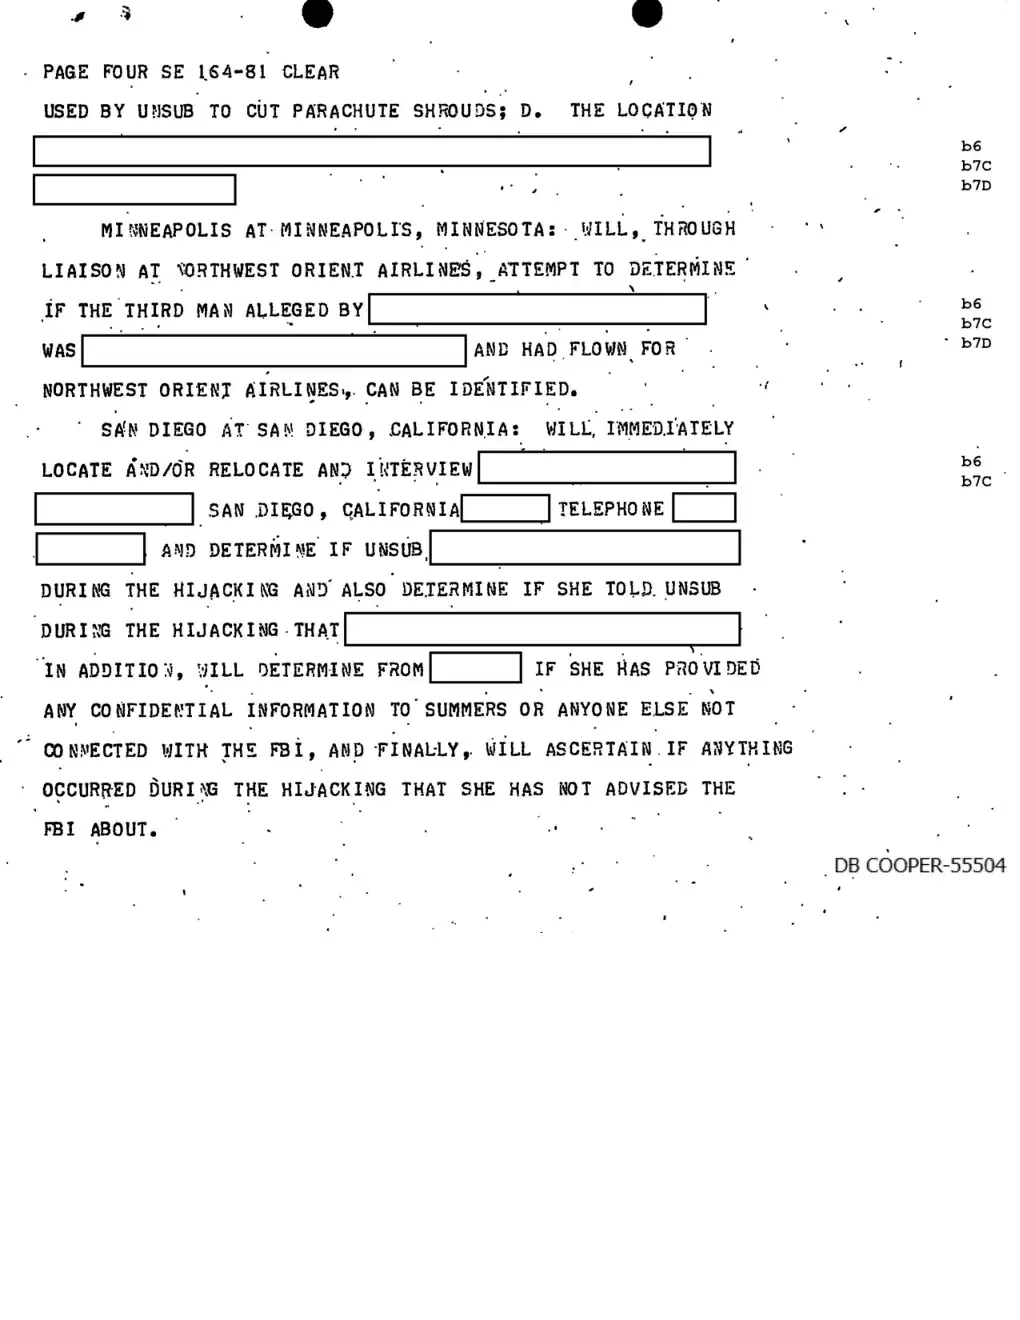 PAGE FOUR SE 164-81 CLEAR
USED BY UNSUB TO CUT PARACHUTE SHROUDS; D. THE LOCATION
b6
b7C
b7D
MINNEAPOLIS AT MINNEAPOLIS, MINNESOTA: WILL, THROUGH
LIAISON AT NORTHWEST ORIENT AIRLINES, ATTEMPT TO DETERMINE
IF THE THIRD MAN ALLEGED BY
b6
b7C
WAS AND HAD FLOWN FOR
b7D
NORTHWEST ORIENT AIRLINES, CAN BE IDENTIFIED.
SAN DIEGO AT SAN DIEGO, CALIFORNIA: WILL, IMMEDIATELY
LOCATE AND/OR RELOCATE AND INTERVIEW
b6
b7C
SAN DIEGO, CALIFORNIA TELEPHONE
AND DETERMINE IF UNSUB
DURING THE HIJACKING AND ALSO DETERMINE IF SHE TOLD UNSUB
DURING THE HIJACKING THAT
IN ADDITION, WILL DETERMINE FROM IF SHE HAS PROVIDED
ANY CONFIDENTIAL INFORMATION TO SUMMERS OR ANYONE ELSE NOT
CONNECTED WITH THE FBI, AND FINALLY, WILL ASCERTAIN IF ANYTHING
OCCURRED DURING THE HIJACKING THAT SHE HAS NOT ADVISED THE
FBI ABOUT.
DB COOPER-55504